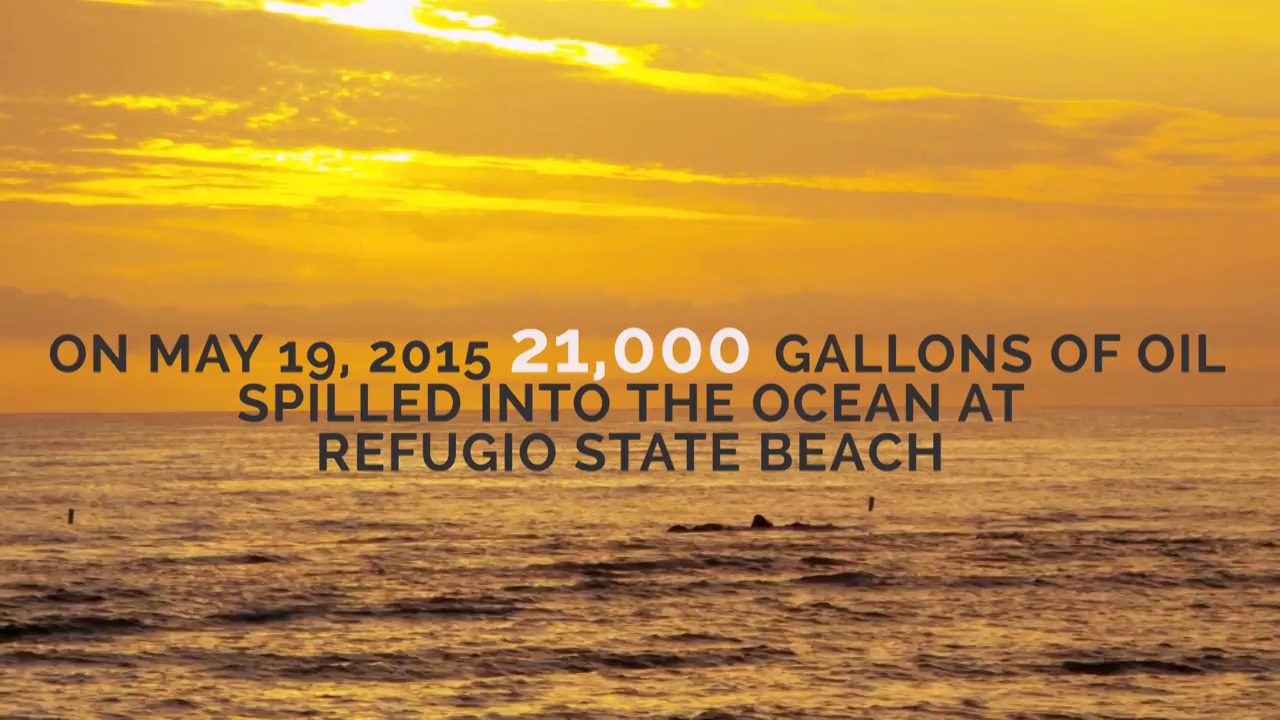 ON MAY 19, 2015 21,000 GALLONS OF OIL
SPILLED INTO THE OCEAN AT
REFUGIO STATE BEACH